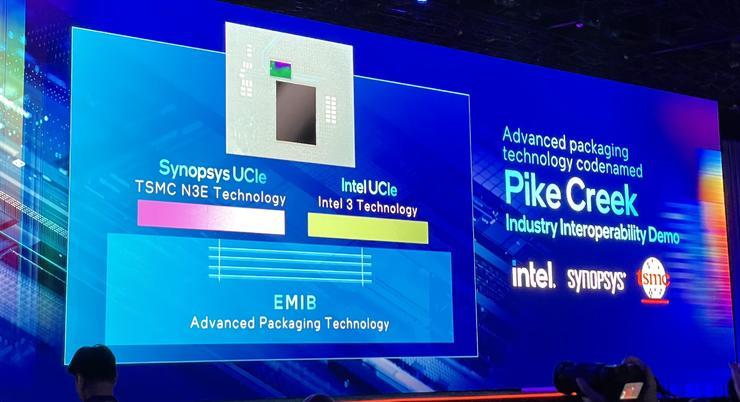 Synopsys UCIe
TSMC N3E Technology
Intel UCIe
Intel 3 Technology
EMIB
Advanced Packaging Technology
Advanced packaging
technology codenamed
Pike Creek
Industry Interoperability Demo
intel. SYNOPSYS® tsmc